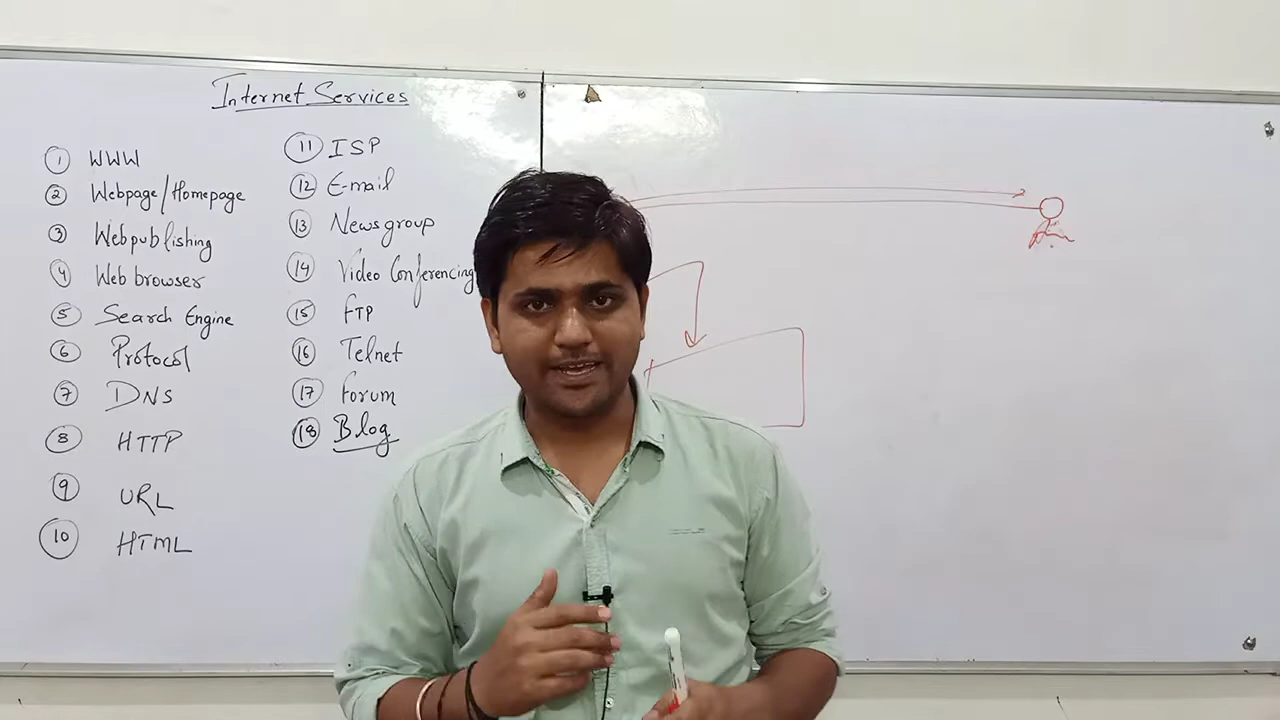 Internet Services
① WWW
② Webpage/Homepage
③ Webpublishing
④ Web browser
⑤ Search Engine
⑥ Protocol
⑦ DNS
⑧ HTTP
⑨ URL
⑩ HTML
⑪ ISP
⑫ E-mail
⑬ Newsgroup
⑭ Video Conferencing
⑮ FTP
⑯ Telnet
⑰ Forum
⑱ Blog